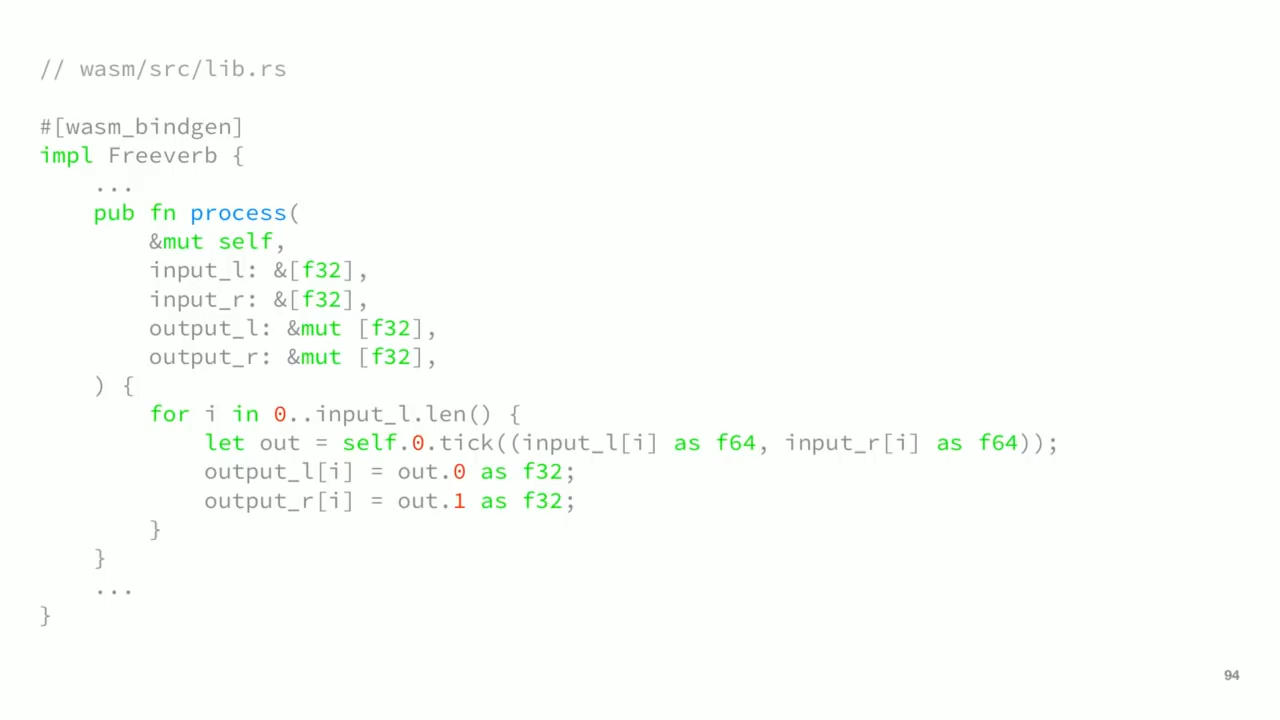 // wasm/src/lib.rs

#[wasm_bindgen]
impl Freeverb {
    ...
    pub fn process(
        &mut self,
        input_l: &[f32],
        input_r: &[f32],
        output_l: &mut [f32],
        output_r: &mut [f32],
    ) {
        for i in 0..input_l.len() {
            let out = self.0.tick((input_l[i] as f64, input_r[i] as f64));
            output_l[i] = out.0 as f32;
            output_r[i] = out.1 as f32;
        }
    }
    ...
}
94